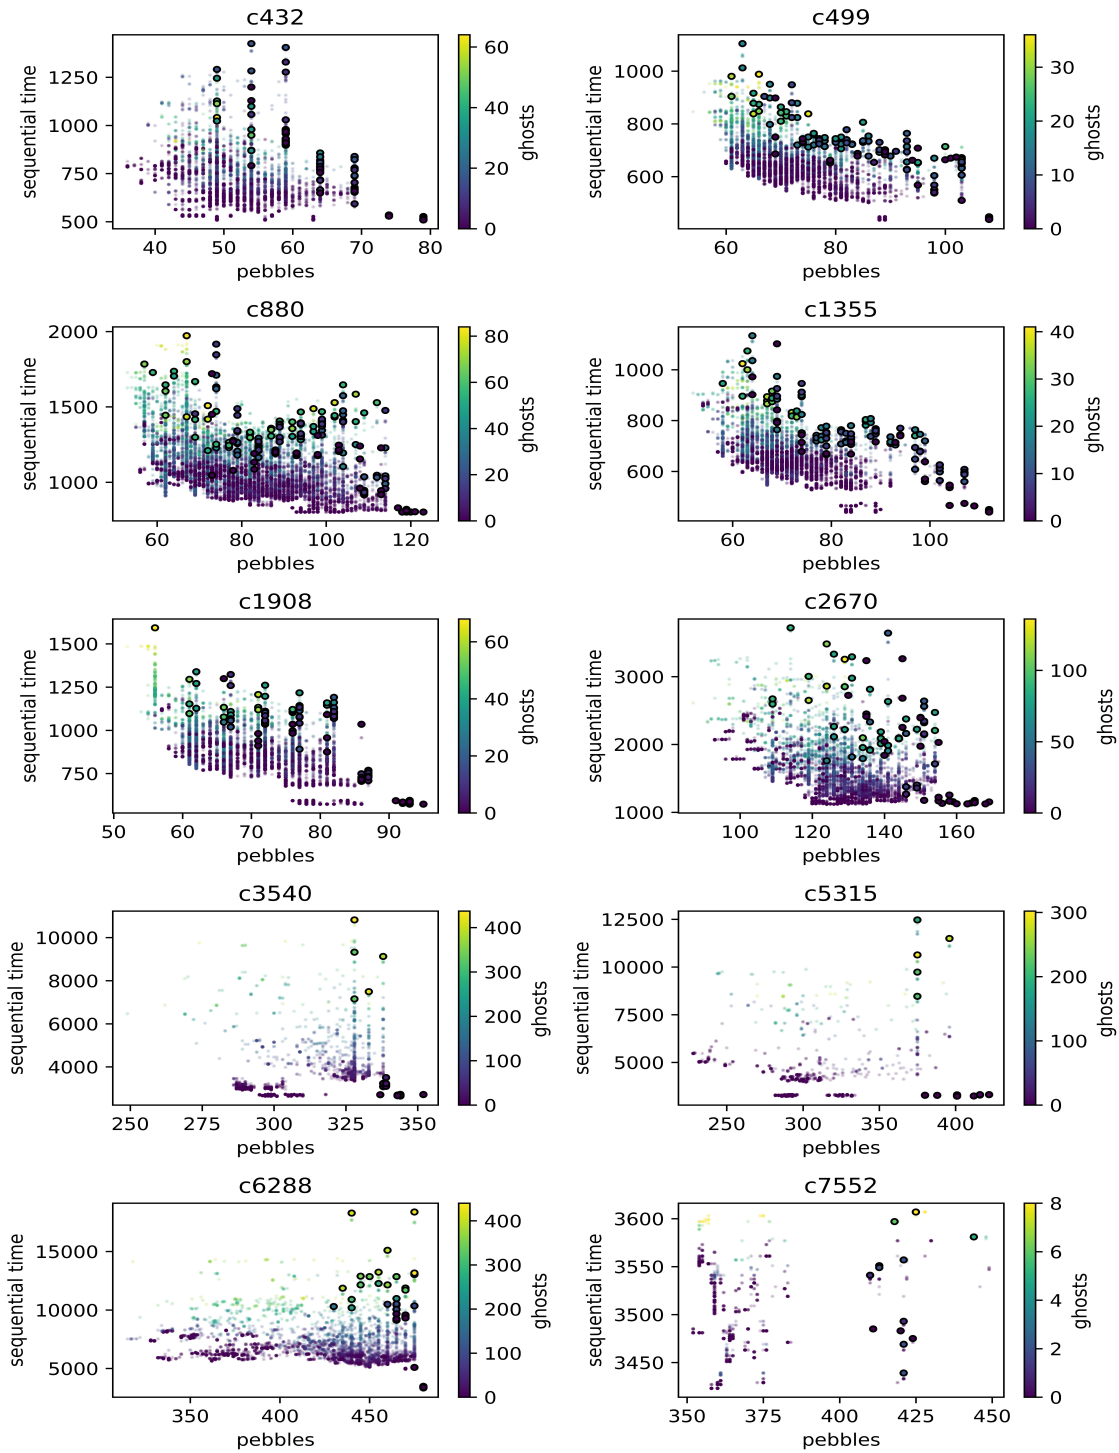 c432
sequential time
1250
1000
750
500
40 50 60 70 80
pebbles
60
40
20
0
ghosts
c499
sequential time
1000
800
600
60 80 100
pebbles
30
20
10
0
ghosts
c880
sequential time
2000
1500
1000
60 80 100 120
pebbles
80
60
40
20
0
ghosts
c1355
sequential time
1000
800
600
60 80 100
pebbles
40
30
20
10
0
ghosts
c1908
sequential time
1500
1250
1000
750
50 60 70 80 90
pebbles
60
40
20
0
ghosts
c2670
sequential time
3000
2000
1000
100 120 140 160
pebbles
100
50
0
ghosts
c3540
sequential time
10000
8000
6000
4000
250 275 300 325 350
pebbles
400
300
200
100
0
ghosts
c5315
sequential time
12500
10000
7500
5000
250 300 350 400
pebbles
300
200
100
0
ghosts
c6288
sequential time
15000
10000
5000
350 400 450
pebbles
400
300
200
100
0
ghosts
c7552
sequential time
3600
3550
3500
3450
350 375 400 425 450
pebbles
8
6
4
2
0
ghosts